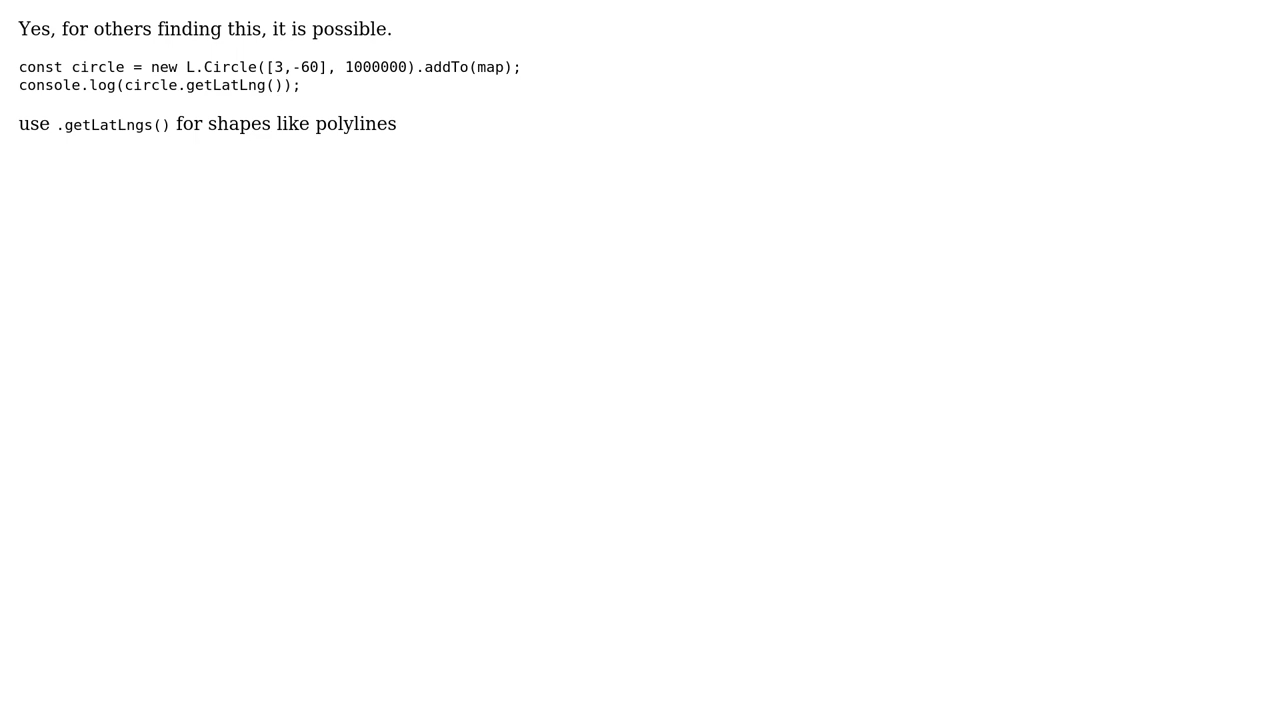 Yes, for others finding this, it is possible.
const circle = new L.Circle([3,-60], 1000000).addTo(map);
console.log(circle.getLatLng());
use .getLatLngs() for shapes like polylines